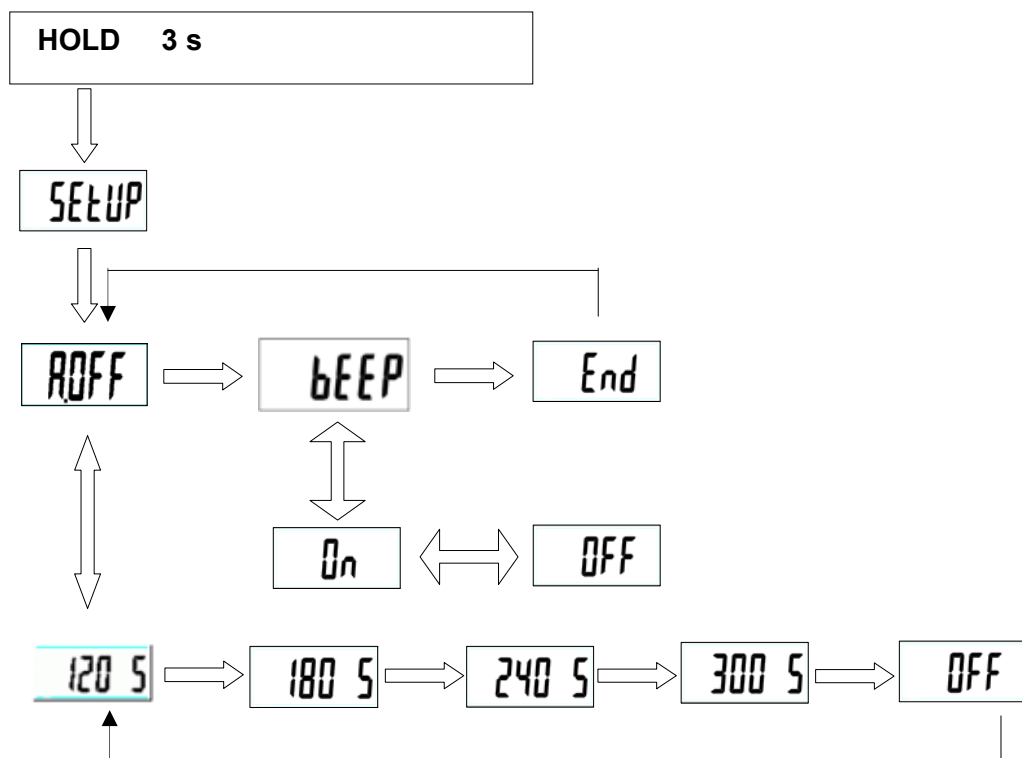 HOLD 3 s
SEtUP
A.OFF
bEEP
End
On
OFF
120 S
180 S
240 S
300 S
OFF